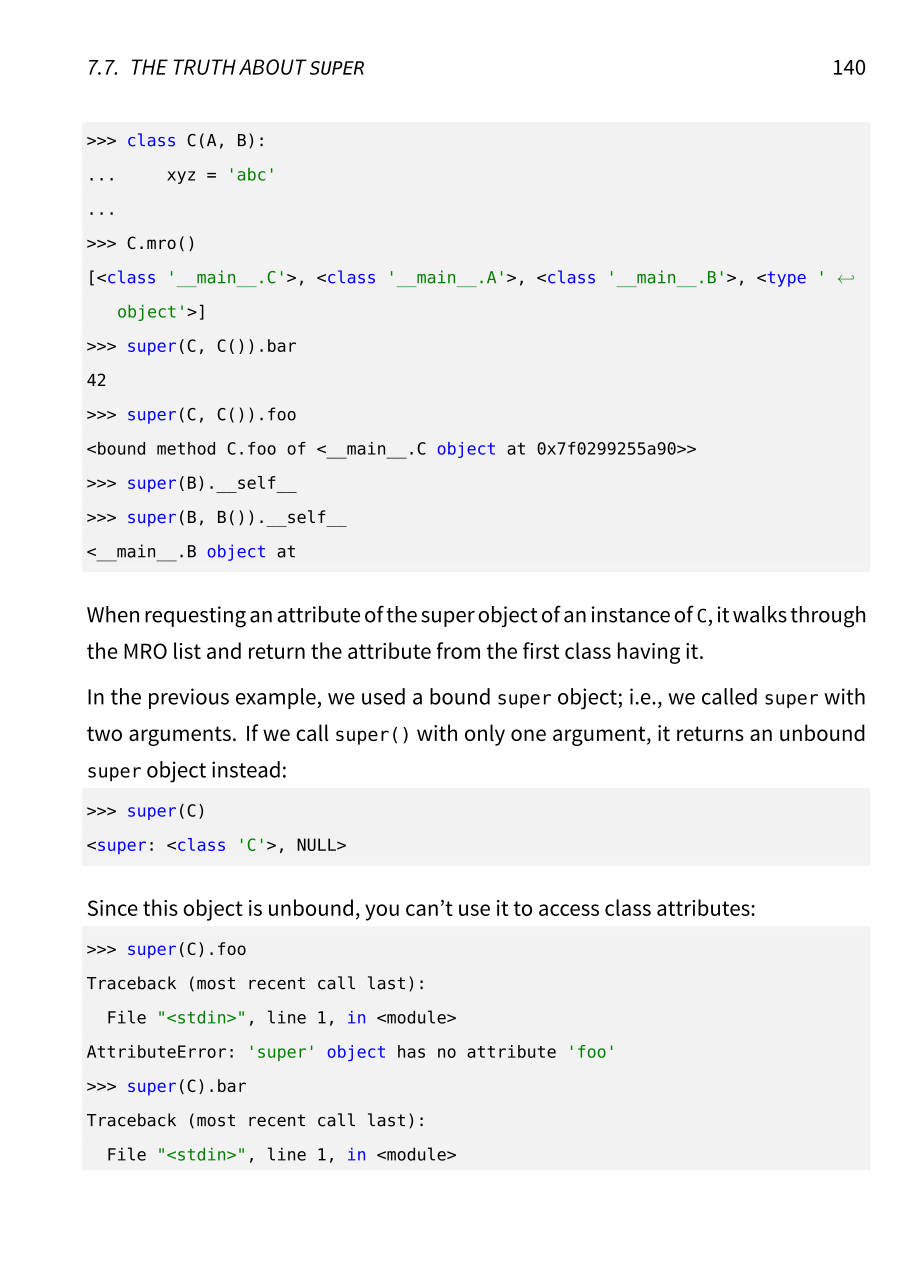 7.7. THE TRUTH ABOUT SUPER 140
>>> class C(A, B):
...     xyz = 'abc'
...
>>> C.mro()
[<class '__main__.C'>, <class '__main__.A'>, <class '__main__.B'>, <type ' ↩
   object'>]
>>> super(C, C()).bar
42
>>> super(C, C()).foo
<bound method C.foo of <__main__.C object at 0x7f0299255a90>>
>>> super(B).__self__
>>> super(B, B()).__self__
<__main__.B object at
When requesting an attribute of the super object of an instance of C, it walks through
the MRO list and return the attribute from the first class having it.
In the previous example, we used a bound super object; i.e., we called super with
two arguments. If we call super() with only one argument, it returns an unbound
super object instead:
>>> super(C)
<super: <class 'C'>, NULL>
Since this object is unbound, you can’t use it to access class attributes:
>>> super(C).foo
Traceback (most recent call last):
  File "<stdin>", line 1, in <module>
AttributeError: 'super' object has no attribute 'foo'
>>> super(C).bar
Traceback (most recent call last):
  File "<stdin>", line 1, in <module>